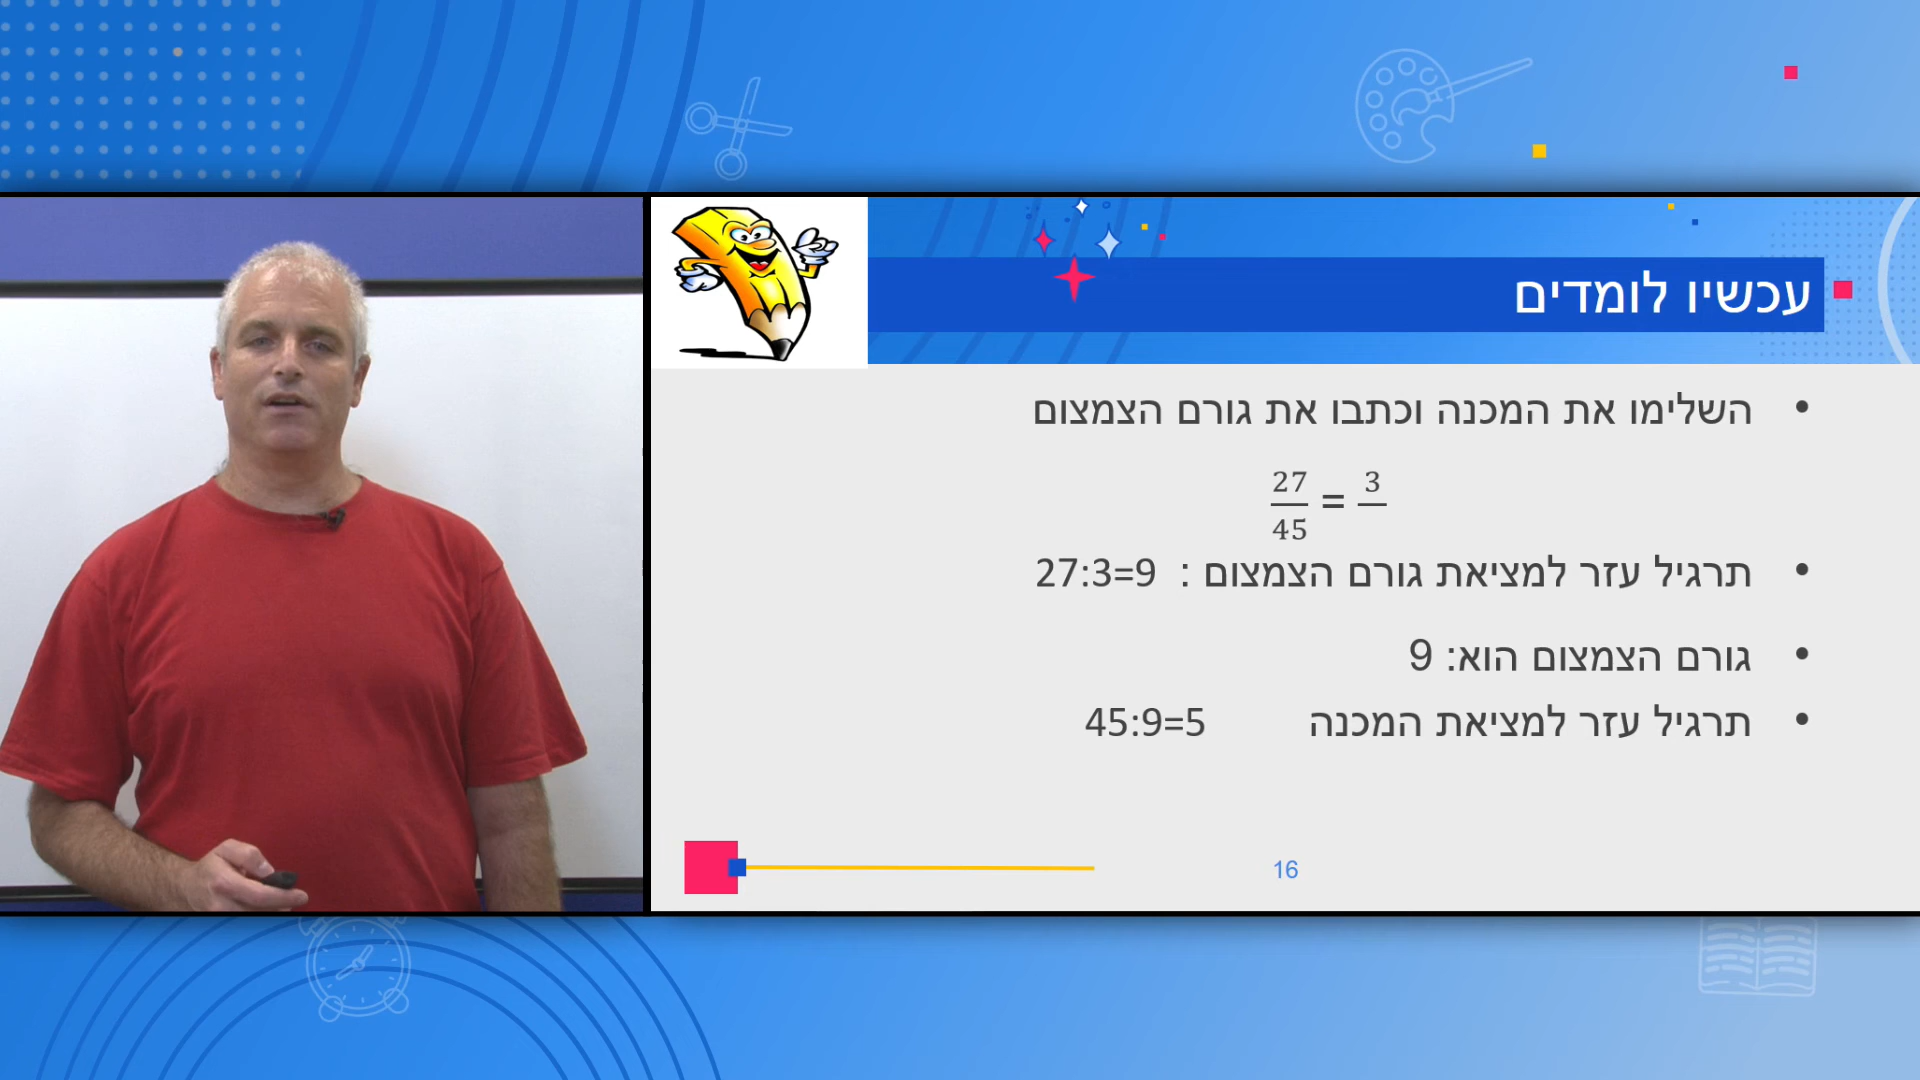 עכשיו לומדים
• השלימו את המכנה וכתבו את גורם הצמצום
27/45 = 3/
• תרגיל עזר למציאת גורם הצמצום : 27:3=9
• גורם הצמצום הוא: 9
• תרגיל עזר למציאת המכנה 45:9=5
16